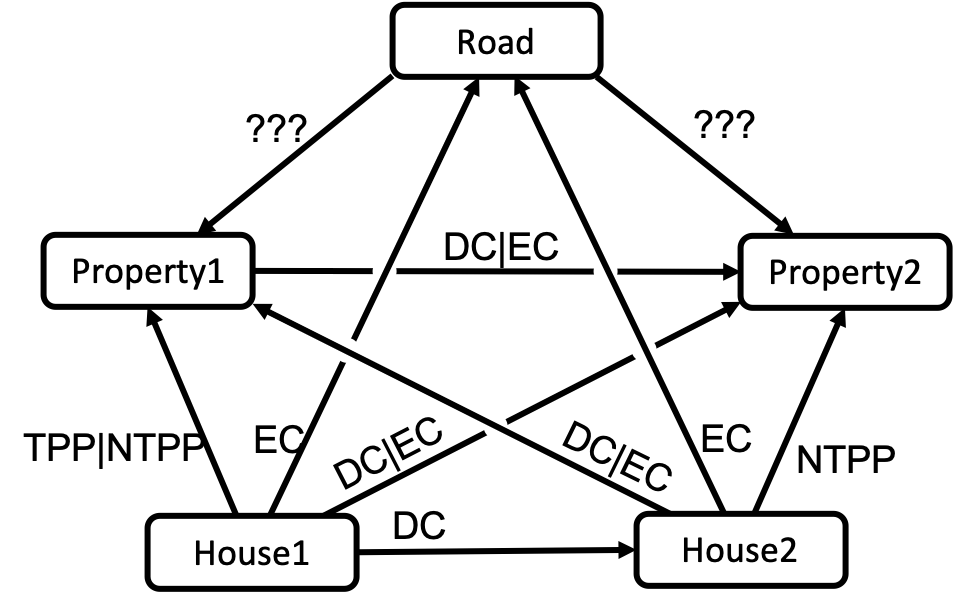 Road
???
???
DC|EC
Property1
Property2
TPP|NTPP
EC
DC|EC
DC|EC
EC
NTPP
DC
House1
House2